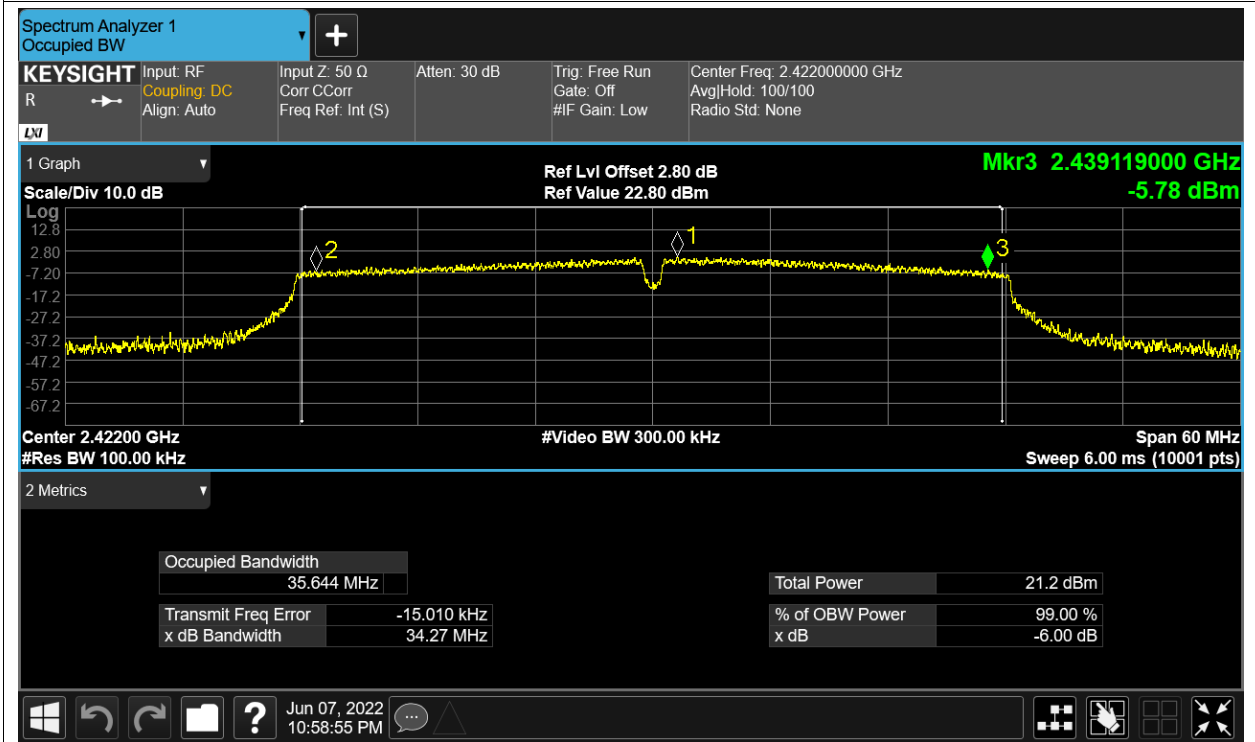 Spectrum Analyzer 1
Occupied BW
KEYSIGHT
R
LXI
Input: RF
Coupling: DC
Align: Auto
Input Z: 50 Ω
Corr CCorr
Freq Ref: Int (S)
Atten: 30 dB
Trig: Free Run
Gate: Off
#IF Gain: Low
Center Freq: 2.422000000 GHz
Avg|Hold: 100/100
Radio Std: None
1 Graph
Scale/Div 10.0 dB
Ref Lvl Offset 2.80 dB
Ref Value 22.80 dBm
Mkr3 2.439119000 GHz
-5.78 dBm
Log
12.8
2.80
-7.20
-17.2
-27.2
-37.2
-47.2
-57.2
-67.2
2
1
3
Center 2.42200 GHz
#Res BW 100.00 kHz
#Video BW 300.00 kHz
Span 60 MHz
Sweep 6.00 ms (10001 pts)
2 Metrics
Occupied Bandwidth
35.644 MHz
Transmit Freq Error -15.010 kHz
x dB Bandwidth 34.27 MHz
Total Power 21.2 dBm
% of OBW Power 99.00 %
x dB -6.00 dB
?
Jun 07, 2022
10:58:55 PM